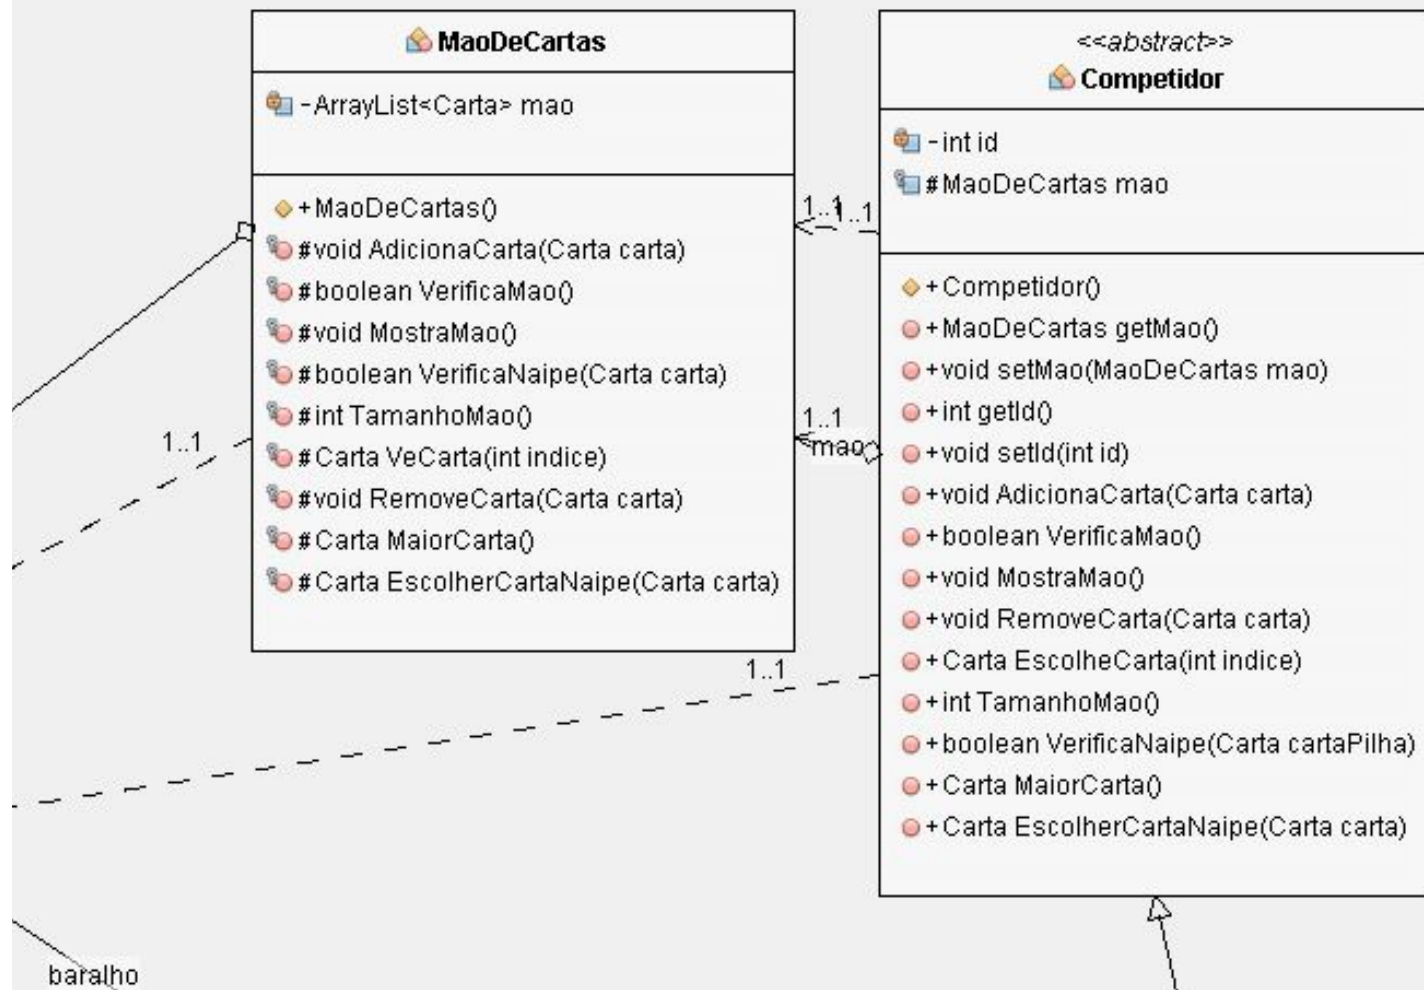 MaoDeCartas
-ArrayList<Carta> mao
+MaoDeCartas()
#void AdicionaCarta(Carta carta)
#boolean VerificaMao()
#void MostraMao()
#boolean VerificaNaipe(Carta carta)
#int TamanhoMao()
#Carta VeCarta(int indice)
#void RemoveCarta(Carta carta)
#Carta MaiorCarta()
#Carta EscolherCartaNaipe(Carta carta)
<<abstract>>
Competidor
-int id
#MaoDeCartas mao
+Competidor()
+MaoDeCartas getMao()
+void setMao(MaoDeCartas mao)
+int getId()
+void setId(int id)
+void AdicionaCarta(Carta carta)
+boolean VerificaMao()
+void MostraMao()
+void RemoveCarta(Carta carta)
+Carta EscolheCarta(int indice)
+int TamanhoMao()
+boolean VerificaNaipe(Carta cartaPilha)
+Carta MaiorCarta()
+Carta EscolherCartaNaipe(Carta carta)
1..1
1..1
1..1
mao
1..1
1..1
baralho